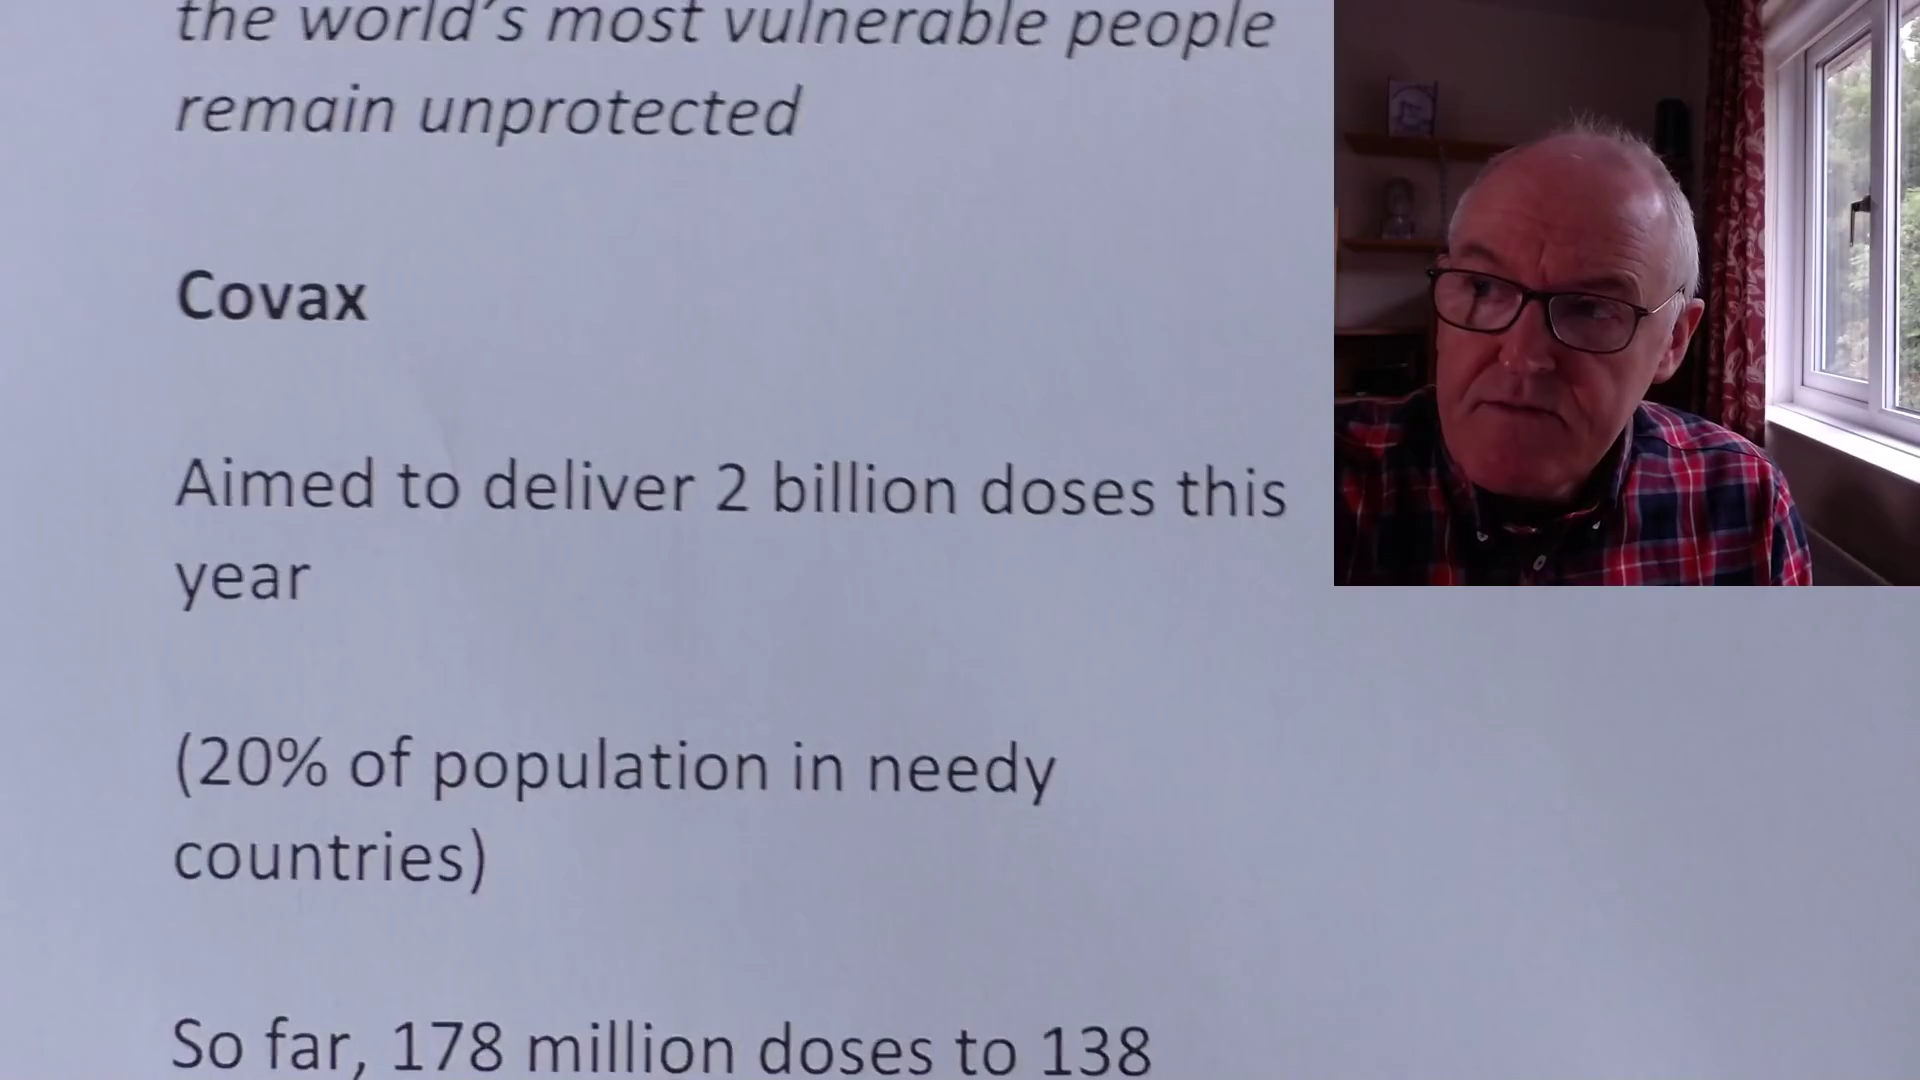 the world's most vulnerable people
remain unprotected
Covax
Aimed to deliver 2 billion doses this
year
(20% of population in needy
countries)
So far, 178 million doses to 138